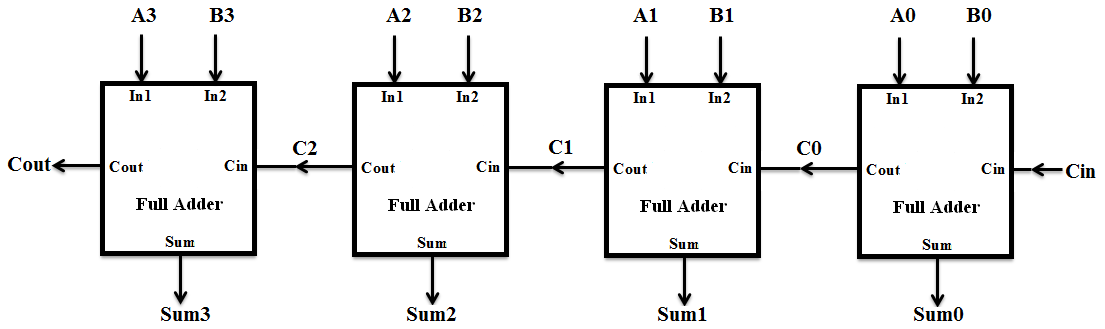 A3 B3 A2 B2 A1 B1 A0 B0
In1 In2 In1 In2 In1 In2 In1 In2
C2 C1 C0
Cout Cout Cin Cout Cin Cout Cin Cout Cin Cin
Full Adder Full Adder Full Adder Full Adder
Sum Sum Sum Sum
Sum3 Sum2 Sum1 Sum0